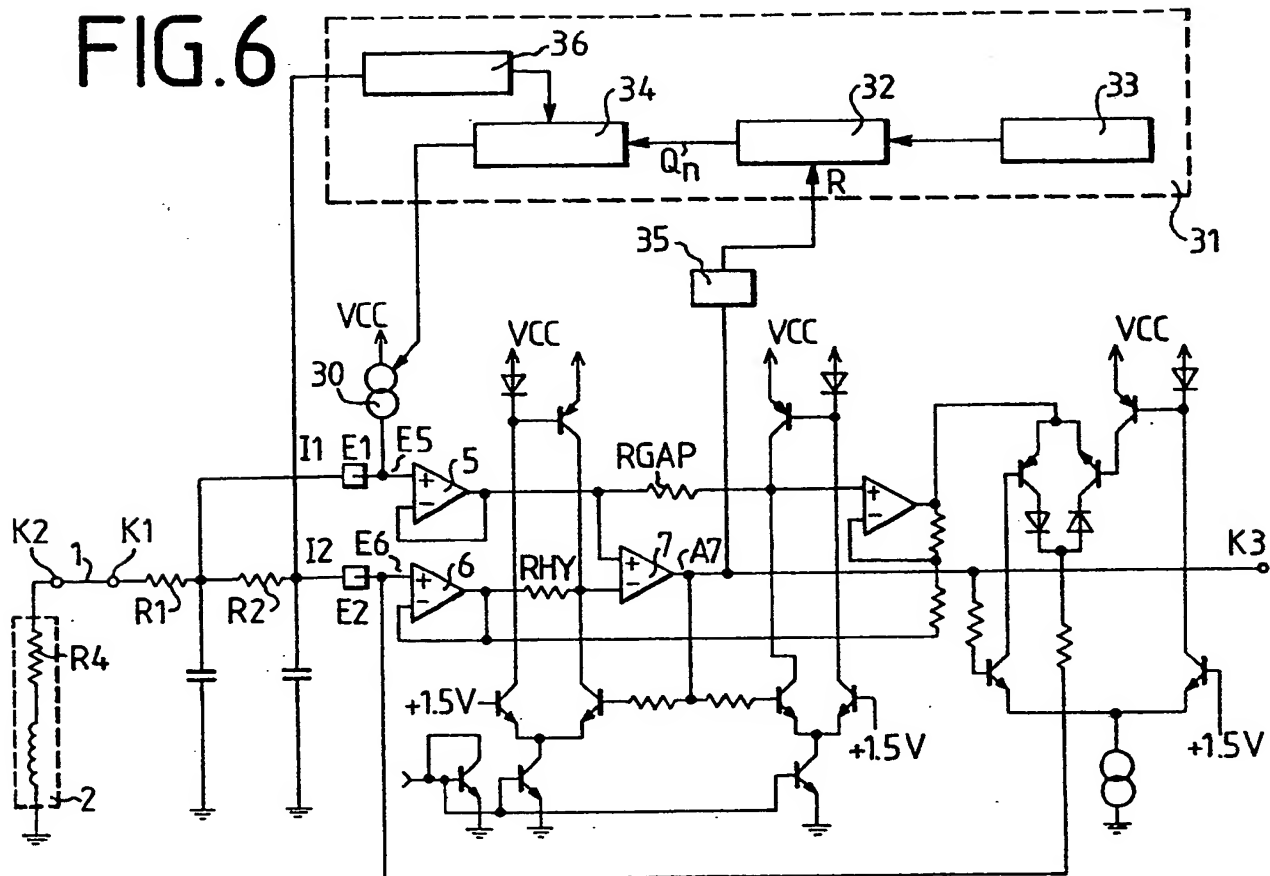 FIG.6
36
34
32
33
Q'n
R
31
35
VCC
30
VCC
VCC
VCC
I1
E1
E5
5
RGAP
K2
1
K1
I2
E6
6
RHY
7
A7
K3
R1
R2
E2
R4
+1.5V
+1.5V
+1.5V
2